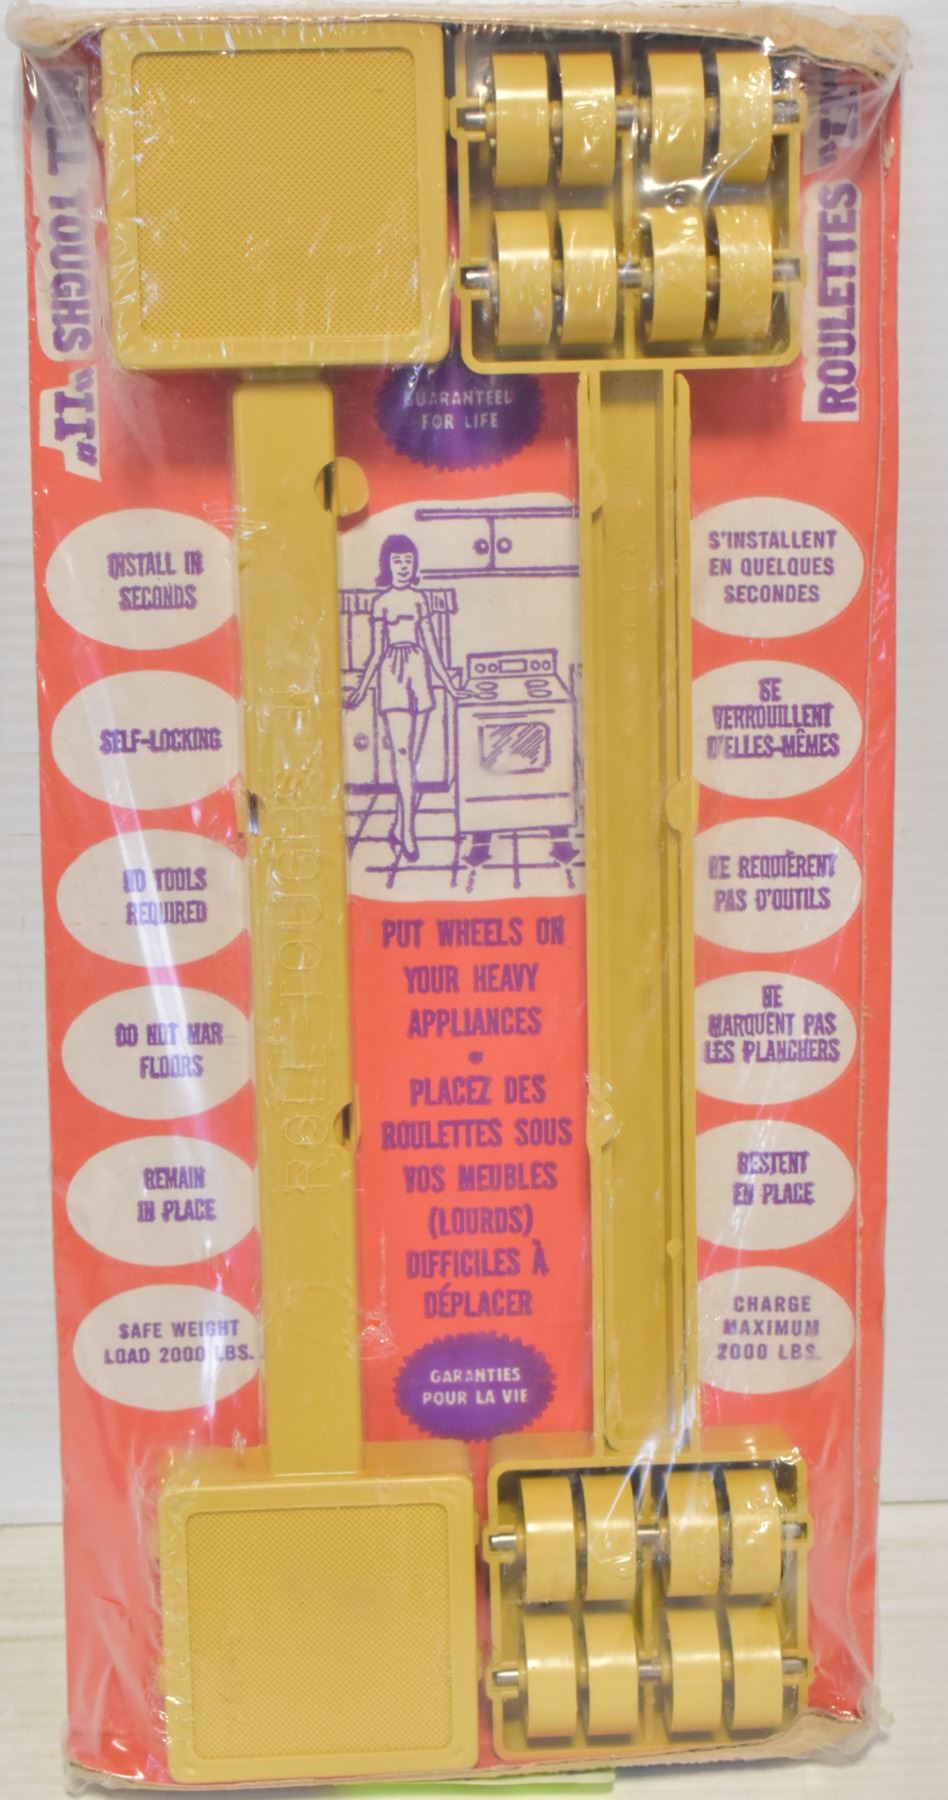 TOUGHS
"IT"
ROULETTES
GUARANTEED
FOR LIFE
INSTALL IN
SECONDS
SELF-LOCKING
NO TOOLS
REQUIRED
DO NOT MAR
FLOORS
REMAIN
IN PLACE
SAFE WEIGHT
LOAD 2000 LBS.
PUT WHEELS ON
YOUR HEAVY
APPLIANCES
•
PLACEZ DES
ROULETTES SOUS
VOS MEUBLES
(LOURDS)
DIFFICILES À
DÉPLACER
GARANTIES
POUR LA VIE
S'INSTALLENT
EN QUELQUES
SECONDES
SE
VERROUILLENT
D'ELLES-MÊMES
NE REQUIÈRENT
PAS D'OUTILS
NE
MARQUENT PAS
LES PLANCHERS
RESTENT
EN PLACE
CHARGE
MAXIMUM
2000 LBS.